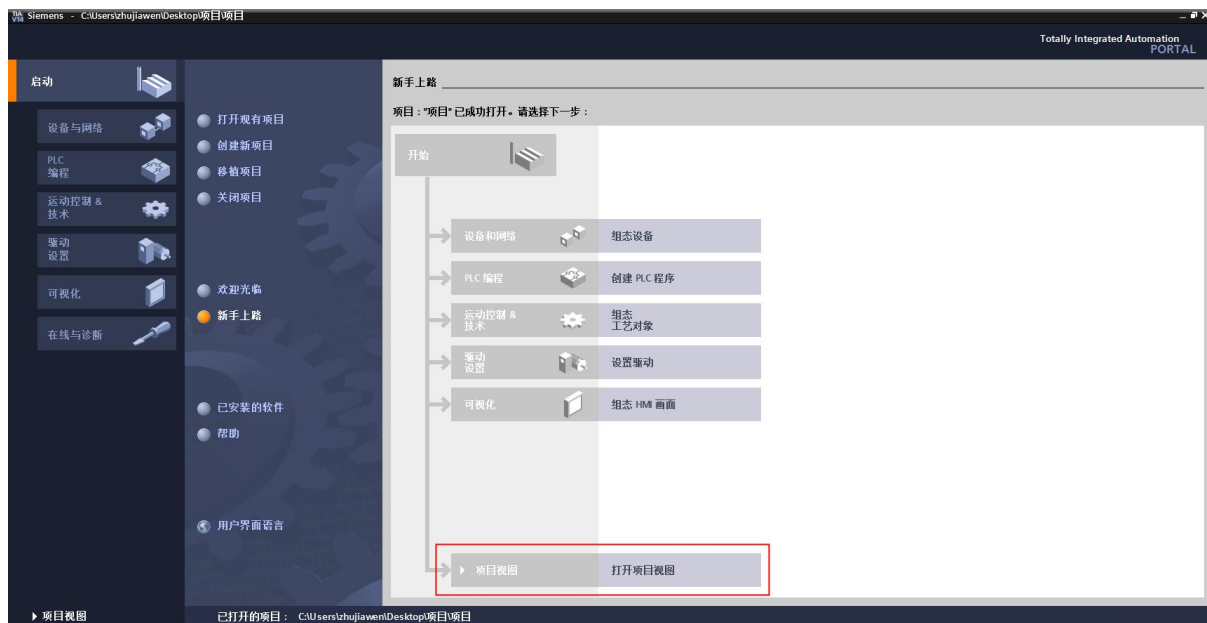 Siemens - C:\Users\zhujiawen\Desktop\项目\项目
Totally Integrated Automation
PORTAL
启动
设备与网络
PLC
编程
运动控制 &
技术
驱动
设置
可视化
在线与诊断
打开现有项目
创建新项目
移植项目
关闭项目
欢迎光临
新手上路
已安装的软件
帮助
用户界面语言
新手上路
项目："项目" 已成功打开。请选择下一步：
开始
设备和网络
组态设备
PLC 编程
创建 PLC 程序
运动控制 &
技术
组态
工艺对象
驱动
设置
设置驱动
可视化
组态 HMI 画面
项目视图
打开项目视图
项目视图
已打开的项目： C:\Users\zhujiawen\Desktop\项目\项目